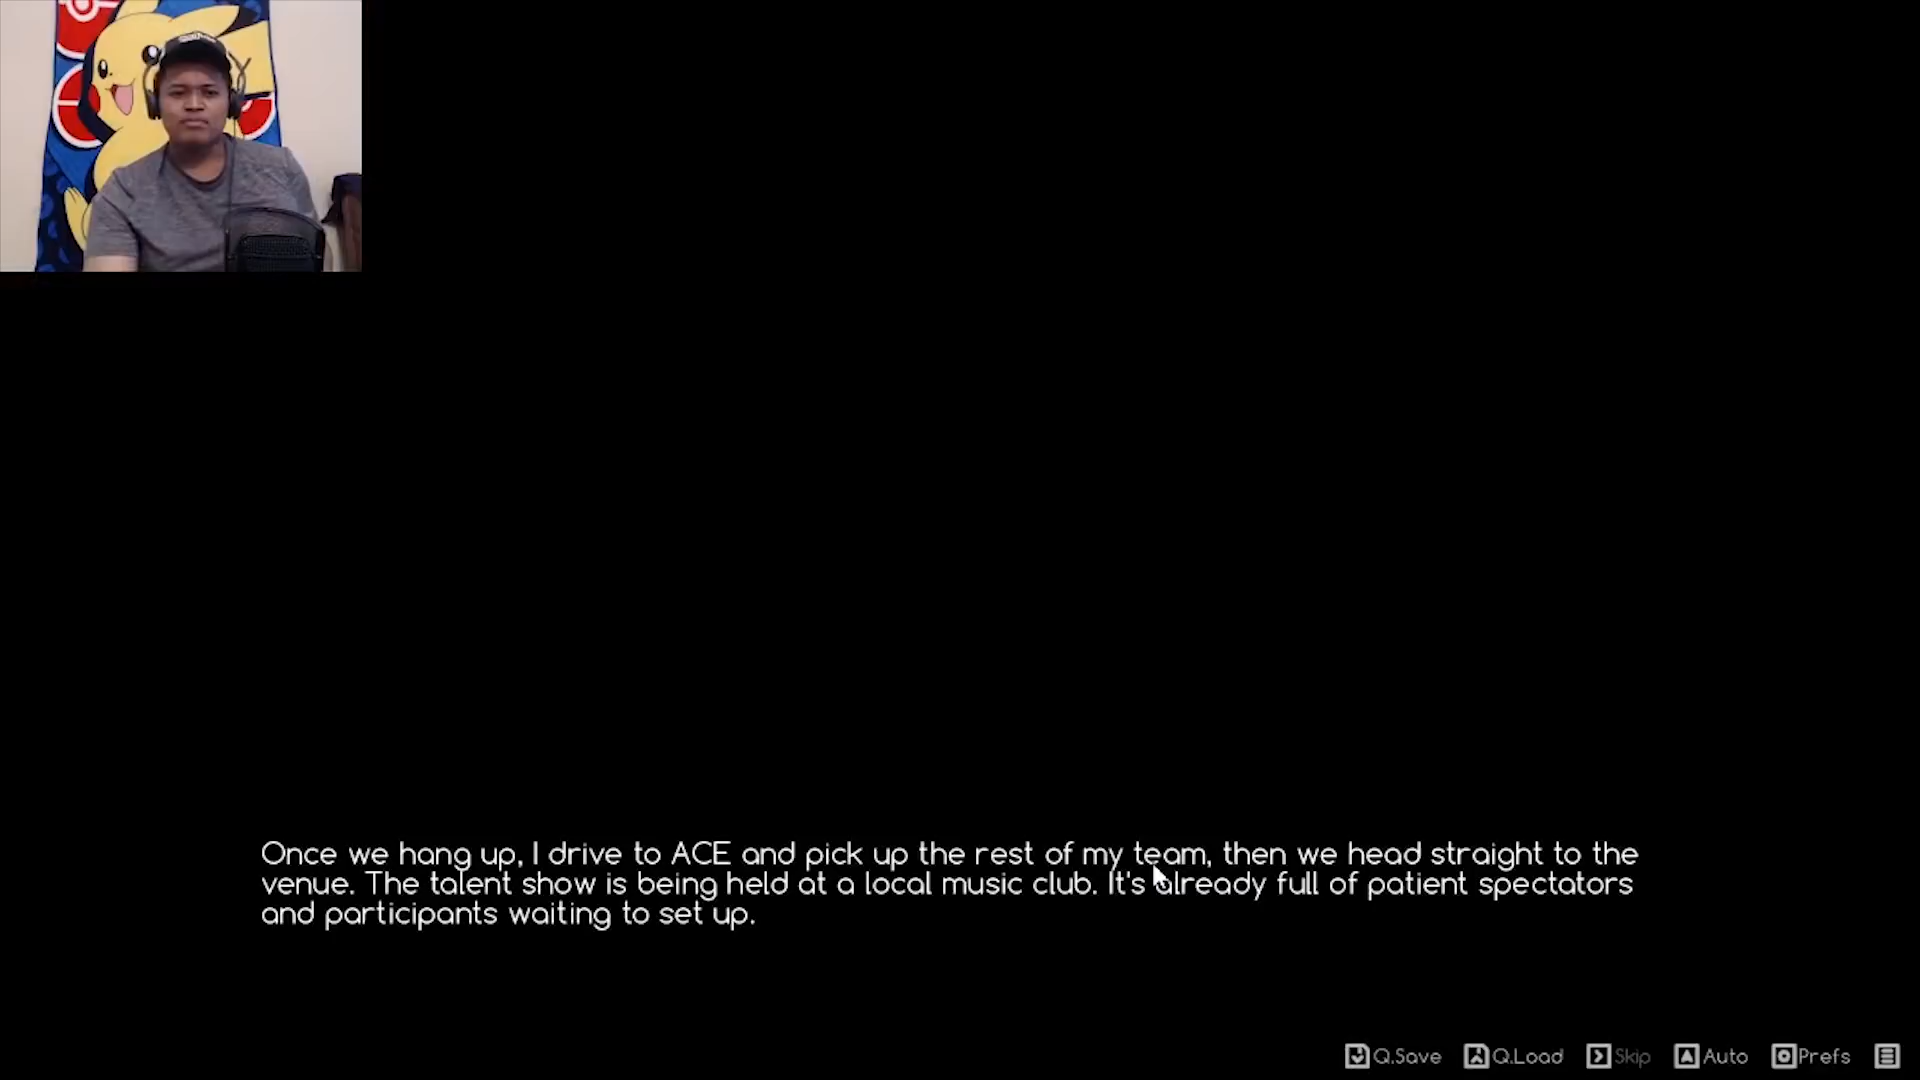 Once we hang up, I drive to ACE and pick up the rest of my team, then we head straight to the
venue. The talent show is being held at a local music club. It's already full of patient spectators
and participants waiting to set up.
Q.Save Q.Load Skip Auto Prefs